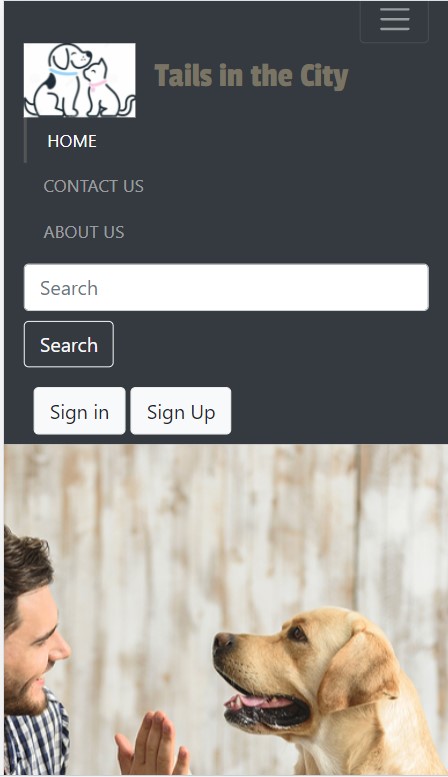 Tails in the City
HOME
CONTACT US
ABOUT US
Search
Search
Sign in Sign Up